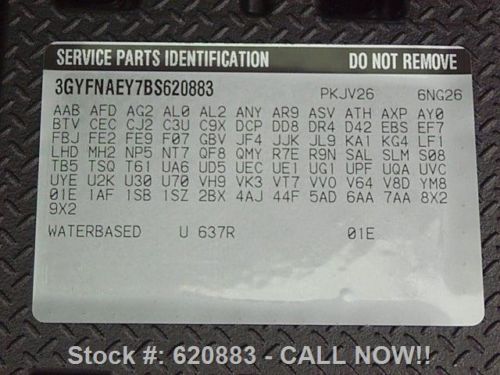 SERVICE PARTS IDENTIFICATION DO NOT REMOVE
3GYFNAEY7BS620883 PKJV26 6NG26
AAB AFD AG2 AL0 AL2 ANY AR9 ASV ATH AXP AY0
BTV CEC CJ2 C3U C9X DCP DD8 DR4 D42 EBS EF7
FBJ FE2 FE9 F07 GBV JF4 JJK JL9 KA1 KG4 LF1
LHD MH2 NP5 NT7 QF8 QMY R7E R9N SAL SLM S08
TB5 TSQ T61 UA6 UD5 UEC UE1 UG1 UPF UQA UVC
UYE U2K U30 U70 VH9 VK3 VT7 VV0 V64 V8D YM8
01E 1AF 1SB 1SZ 2BX 4AJ 44F 5AD 6AA 7AA 8X2
9X2
WATERBASED U 637R 01E
Stock #: 620883 - CALL NOW!!